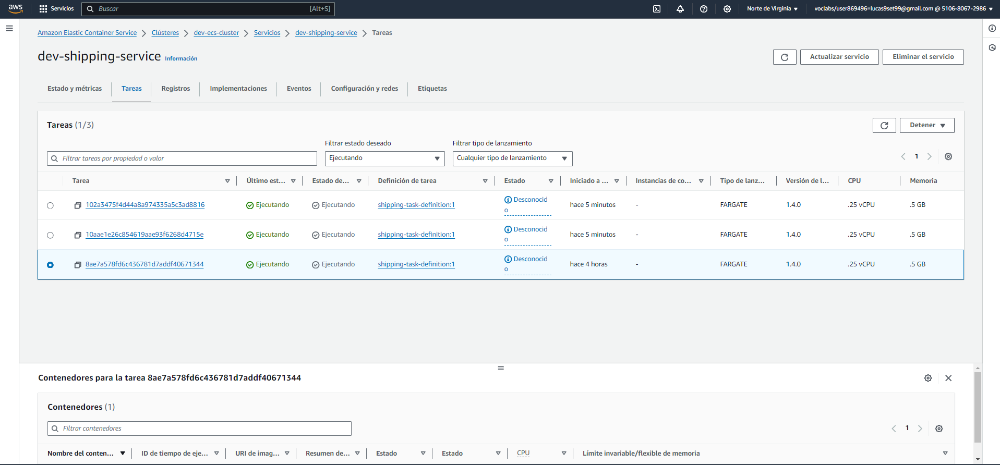 aws Servicios Buscar [Alt+S] Norte de Virginia voclabs/user869496=lucas9set99@gmail.com @ 5106-8067-2986
Amazon Elastic Container Service Clústeres dev-ecs-cluster Servicios dev-shipping-service Tareas
dev-shipping-service Información Actualizar servicio Eliminar el servicio
Estado y métricas Tareas Registros Implementaciones Eventos Configuración y redes Etiquetas
Tareas (1/3) Detener
Filtrar estado deseado Filtrar tipo de lanzamiento
Filtrar tareas por propiedad o valor Ejecutando Cualquier tipo de lanzamiento 1
Tarea Último est... Estado de... Definición de tarea Estado Iniciado a ... Instancias de co... Tipo de lanz... Versión de l... CPU Memoria
102a3475f4d44a8a974335a5c3ad8816 Ejecutando Ejecutando shipping-task-definition:1 Desconocid
o hace 5 minutos - FARGATE 1.4.0 .25 vCPU .5 GB
10aae1e26c854619aae93f6268d4715e Ejecutando Ejecutando shipping-task-definition:1 Desconocid
o hace 5 minutos - FARGATE 1.4.0 .25 vCPU .5 GB
8ae7a578fd6c436781d7addf40671344 Ejecutando Ejecutando shipping-task-definition:1 Desconocid
o hace 4 horas - FARGATE 1.4.0 .25 vCPU .5 GB
Contenedores para la tarea 8ae7a578fd6c436781d7addf40671344
Contenedores (1)
Filtrar contenedores 1
Nombre del conten... ID de tiempo de eje... URI de imag... Resumen de... Estado Estado CPU Límite invariable/flexible de memoria